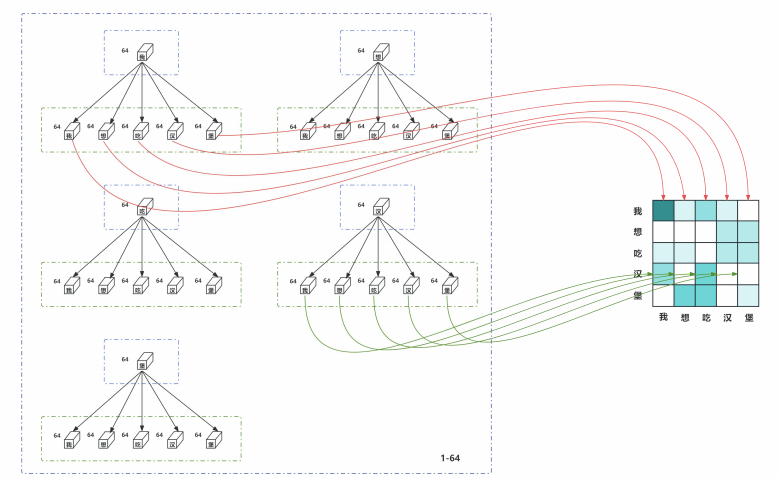 64 我 64 想
64 我 64 想 64 吃 64 汉 64 堡 64 我 64 想 64 吃 64 汉 64 堡
64 吃 64 汉
我
想
吃
64 我 64 想 64 吃 64 汉 64 堡 64 我 64 想 64 吃 64 汉 64 堡
汉
堡
我 想 吃 汉 堡
64 堡
64 我 64 想 64 吃 64 汉 64 堡
1-64